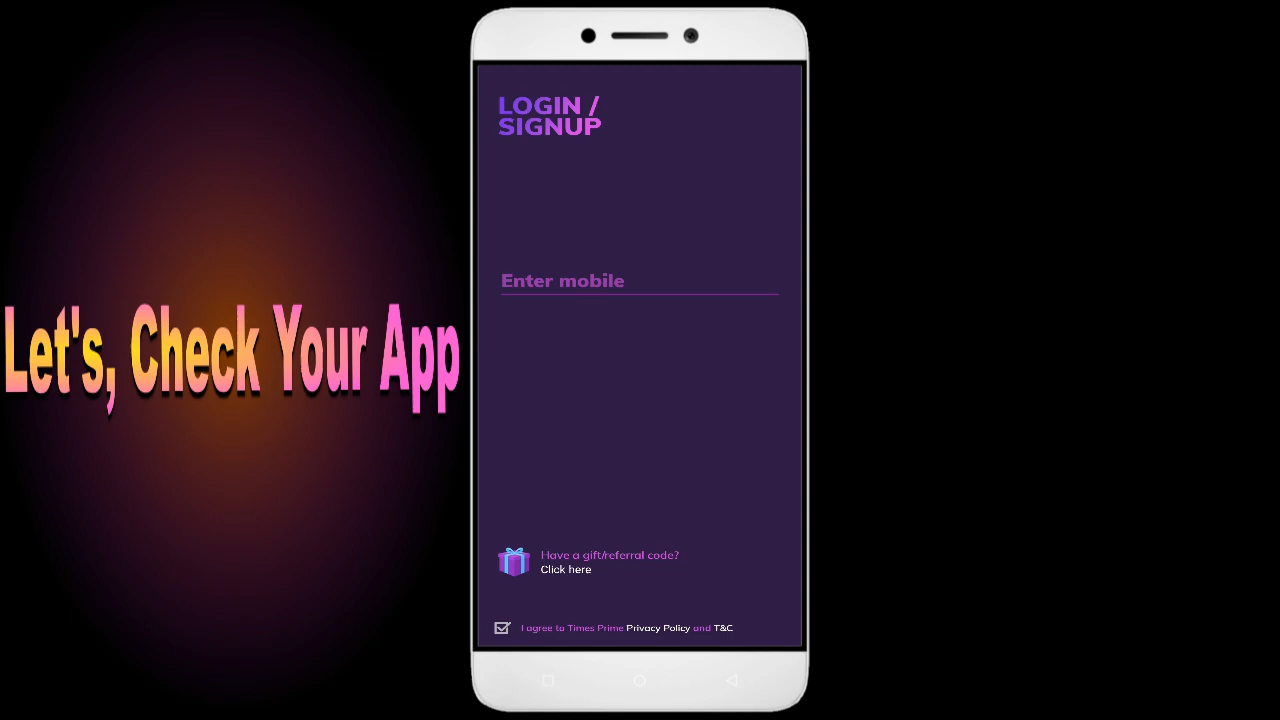 LOGIN /
SIGNUP
Enter mobile
Let's, Check Your App
Have a gift/referral code?
Click here
I agree to Times Prime Privacy Policy and T&C